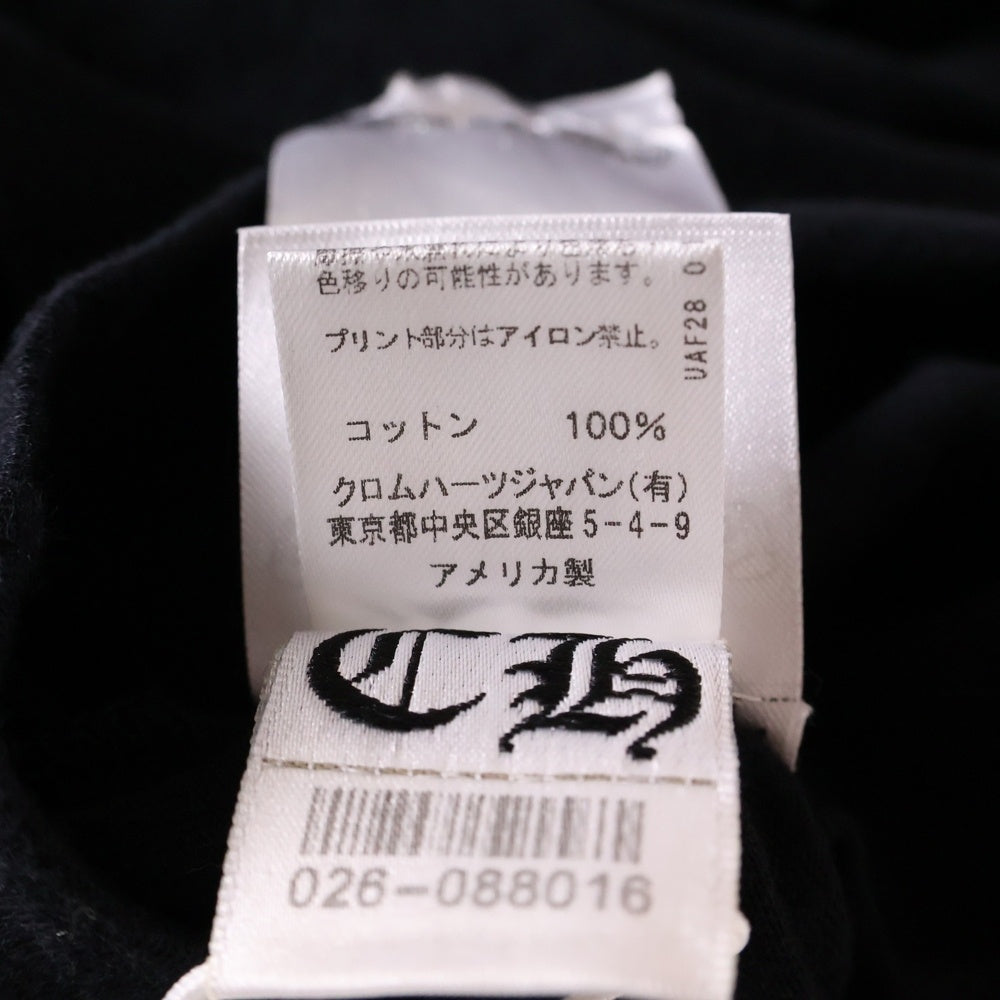 色移りの可能性があります。
プリント部分はアイロン禁止。
UAF28 0
コットン 100%
クロムハーツジャパン(有)
東京都中央区銀座5-4-9
アメリカ製
CH
026-088016